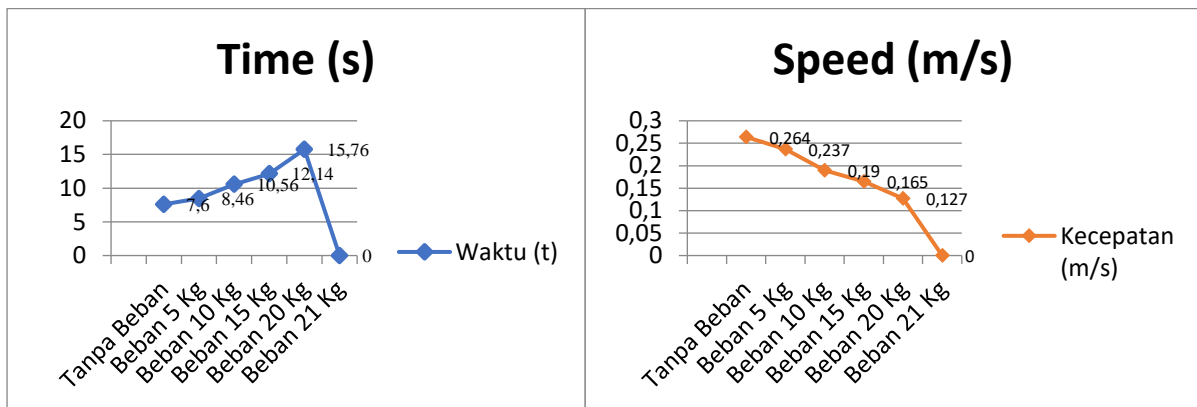 Time (s)
20
15
10
5
0
7,6
8,46
10,56
12,14
15,76
0
Waktu (t)
Tanpa Beban
Beban 5 Kg
Beban 10 Kg
Beban 15 Kg
Beban 20 Kg
Beban 21 Kg
Speed (m/s)
0,3
0,25
0,2
0,15
0,1
0,05
0
0,264
0,237
0,19
0,165
0,127
0
Kecepatan
(m/s)
Tanpa Beban
Beban 5 Kg
Beban 10 Kg
Beban 15 Kg
Beban 20 Kg
Beban 21 Kg